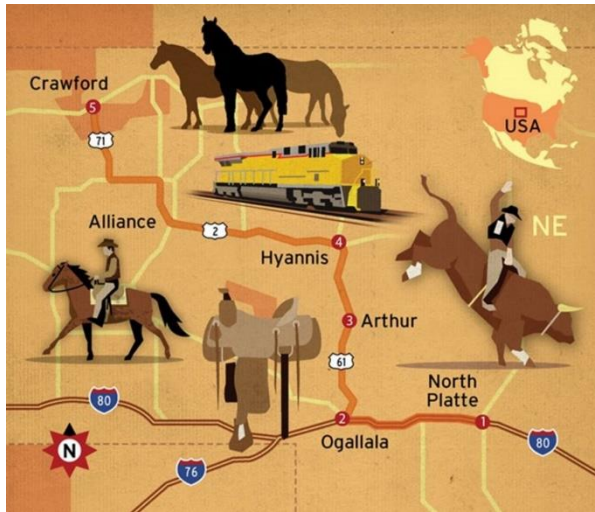 Crawford
5
71
USA
Alliance
2
4
Hyannis
NE
3
Arthur
61
North
Platte
80
2
1
Ogallala
80
N
76